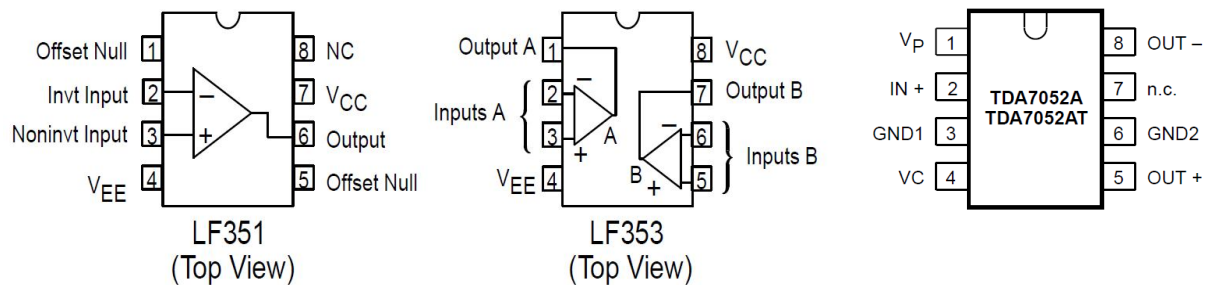 Offset Null 1 8 NC
Invt Input 2 − 7 VCC
Noninvt Input 3 + 6 Output
VEE 4 5 Offset Null
LF351
(Top View)
Output A 1 8 VCC
2 − 7 Output B
Inputs A A − 6
3 + B Inputs B
VEE 4 + 5
LF353
(Top View)
VP 1 8 OUT –
IN + 2 7 n.c.
TDA7052A
TDA7052AT
GND1 3 6 GND2
VC 4 5 OUT +